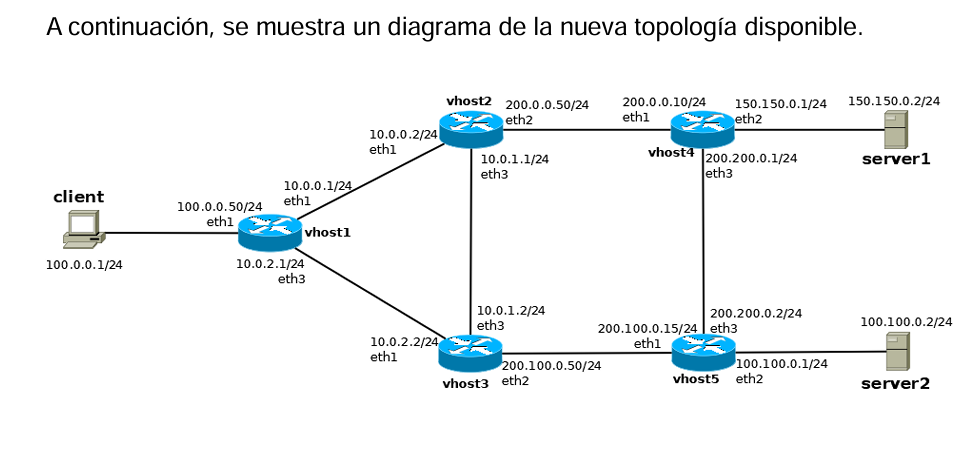 A continuación, se muestra un diagrama de la nueva topología disponible.
vhost2
200.0.0.50/24
eth2
200.0.0.10/24
eth1
150.150.0.1/24
eth2
150.150.0.2/24
10.0.0.2/24
eth1
vhost4
server1
10.0.1.1/24
eth3
200.200.0.1/24
eth3
10.0.0.1/24
eth1
client
100.0.0.50/24
eth1
vhost1
100.0.0.1/24
10.0.2.1/24
eth3
10.0.1.2/24
eth3
200.200.0.2/24
eth3
200.100.0.15/24
eth1
100.100.0.2/24
10.0.2.2/24
eth1
200.100.0.50/24
eth2
100.100.0.1/24
eth2
vhost3
vhost5
server2